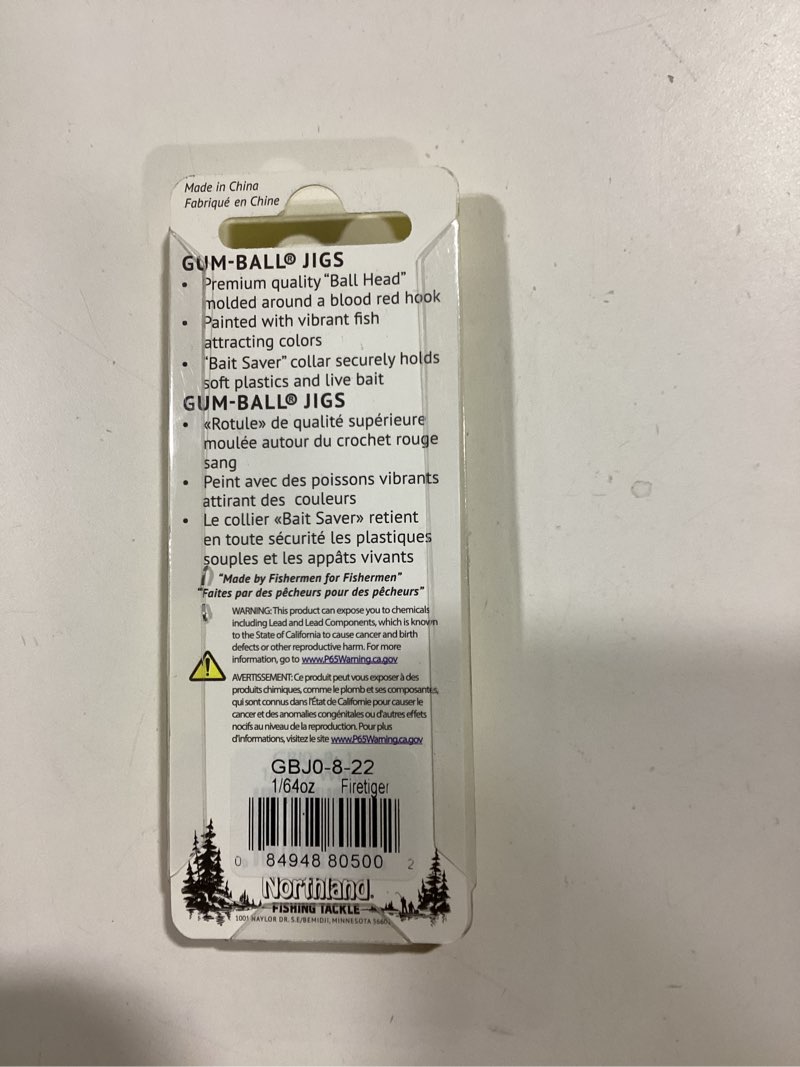 Made in China
Fabriqué en Chine
GUM-BALL® JIGS
• Premium quality “Ball Head”
molded around a blood red hook
• Painted with vibrant fish
attracting colors
• “Bait Saver” collar securely holds
soft plastics and live bait
GUM-BALL® JIGS
• «Rotule» de qualité supérieure
moulée autour du crochet rouge
sang
• Peint avec des poissons vibrants
attirant des couleurs
• Le collier «Bait Saver» retient
en toute sécurité les plastiques
souples et les appâts vivants
“Made by Fishermen for Fishermen”
“Faites par des pêcheurs pour des pêcheurs”
WARNING: This product can expose you to chemicals
including Lead and Lead Components, which is known
to the State of California to cause cancer and birth
defects or other reproductive harm. For more
information, go to www.P65Warning.ca.gov
AVERTISSEMENT: Ce produit peut vous exposer à des
produits chimiques, comme le plomb et ses composantes,
qui sont connus dans l'État de Californie pour causer le
cancer et des anomalies congénitales ou d'autres effets
nocifs au niveau de la reproduction. Pour plus
d'informations, visitez le site www.P65Warning.ca.gov
GBJ0-8-22
1/64oz Firetiger
0 84948 80500 2
Northland®
FISHING TACKLE
1001 NAYLOR DR. S.E/BEMIDJI, MINNESOTA 56601